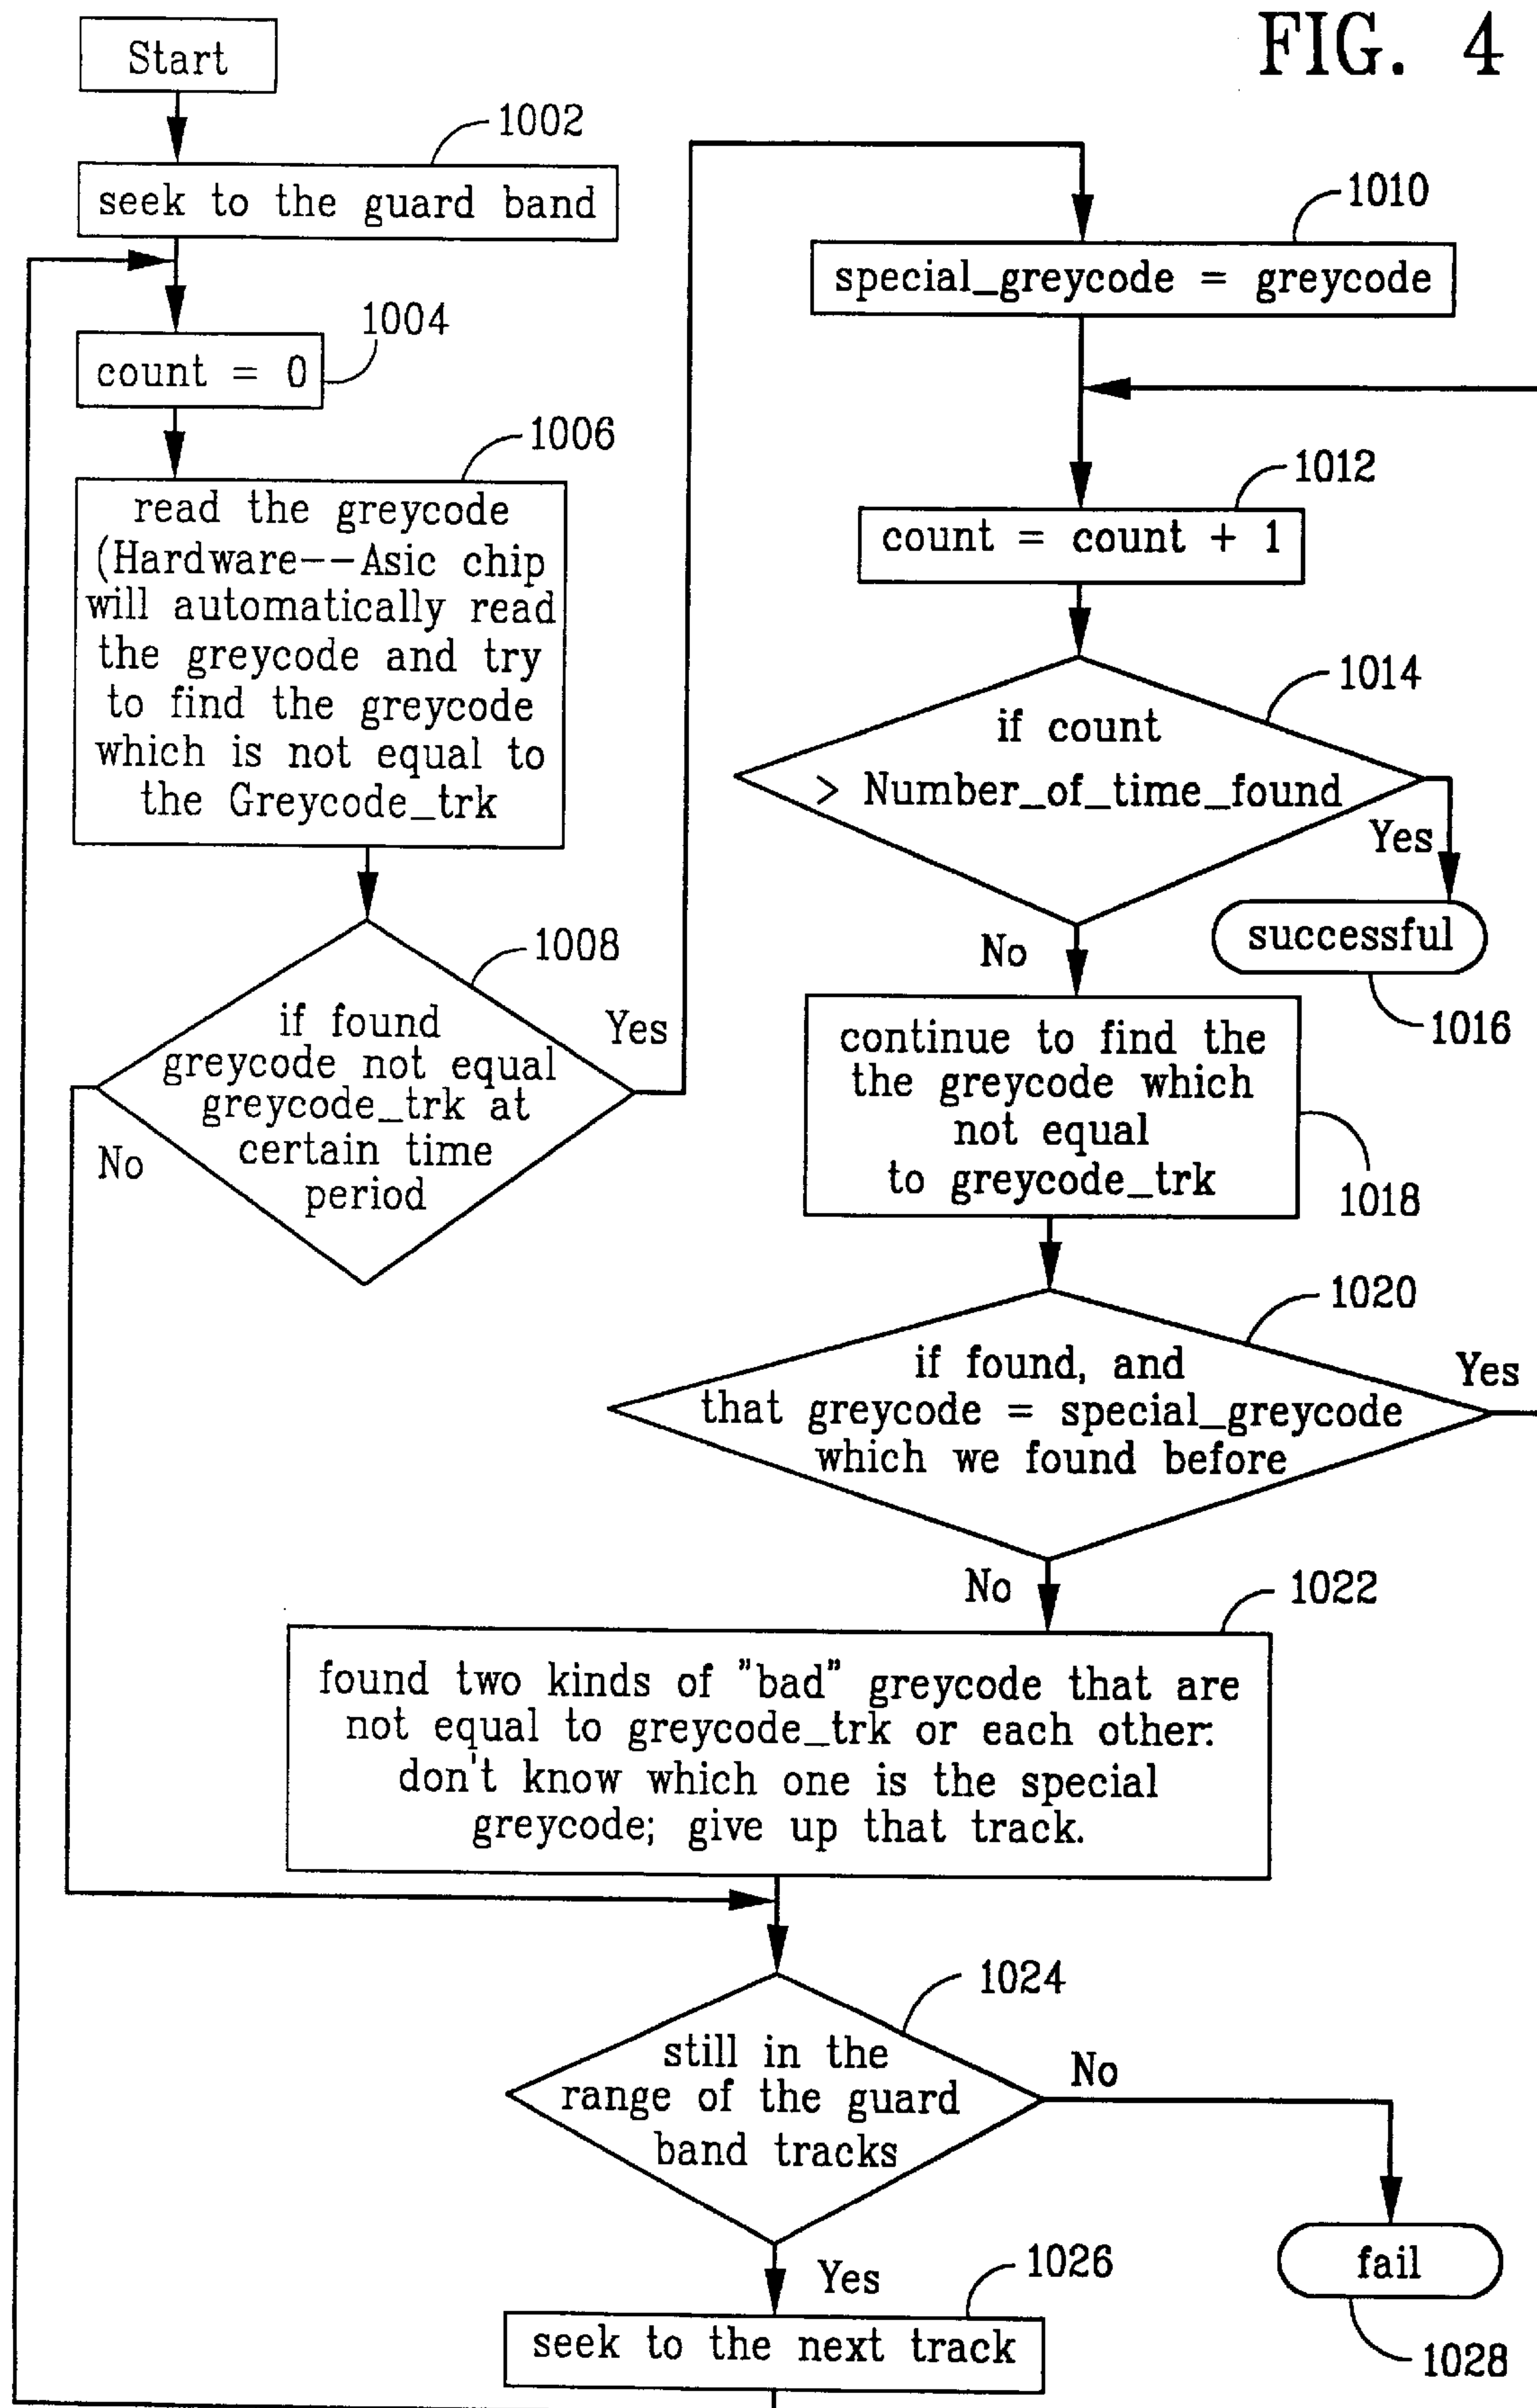 FIG. 4
Start
1002
seek to the guard band
1004
count = 0
1006
read the greycode
(Hardware--Asic chip
will automatically read
the greycode and try
to find the greycode
which is not equal to
the Greycode_trk
1008
if found
greycode not equal
greycode_trk at
certain time
period
Yes
No
1010
special_greycode = greycode
1012
count = count + 1
1014
if count
> Number_of_time_found
Yes
successful
1016
No
continue to find the
the greycode which
not equal
to greycode_trk
1018
1020
if found, and
that greycode = special_greycode
which we found before
Yes
No
1022
found two kinds of "bad" greycode that are
not equal to greycode_trk or each other:
don't know which one is the special
greycode; give up that track.
1024
still in the
range of the guard
band tracks
No
fail
1028
Yes
1026
seek to the next track